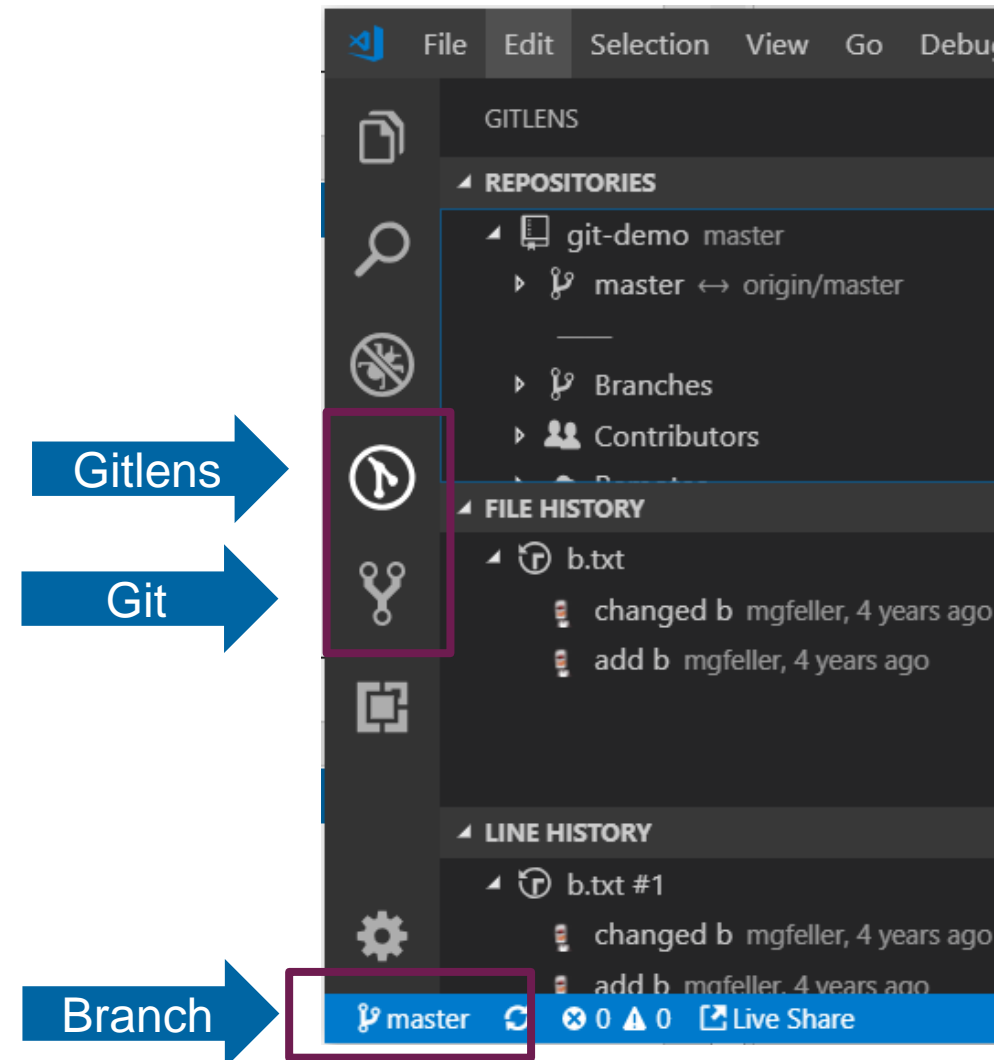 File Edit Selection View Go Debug
GITLENS
REPOSITORIES
git-demo master
master ↔ origin/master
Branches
Contributors
Gitlens
FILE HISTORY
b.txt
Git
changed b mgfeller, 4 years ago
add b mgfeller, 4 years ago
LINE HISTORY
b.txt #1
changed b mgfeller, 4 years ago
add b mgfeller, 4 years ago
Branch
master 0 0 Live Share